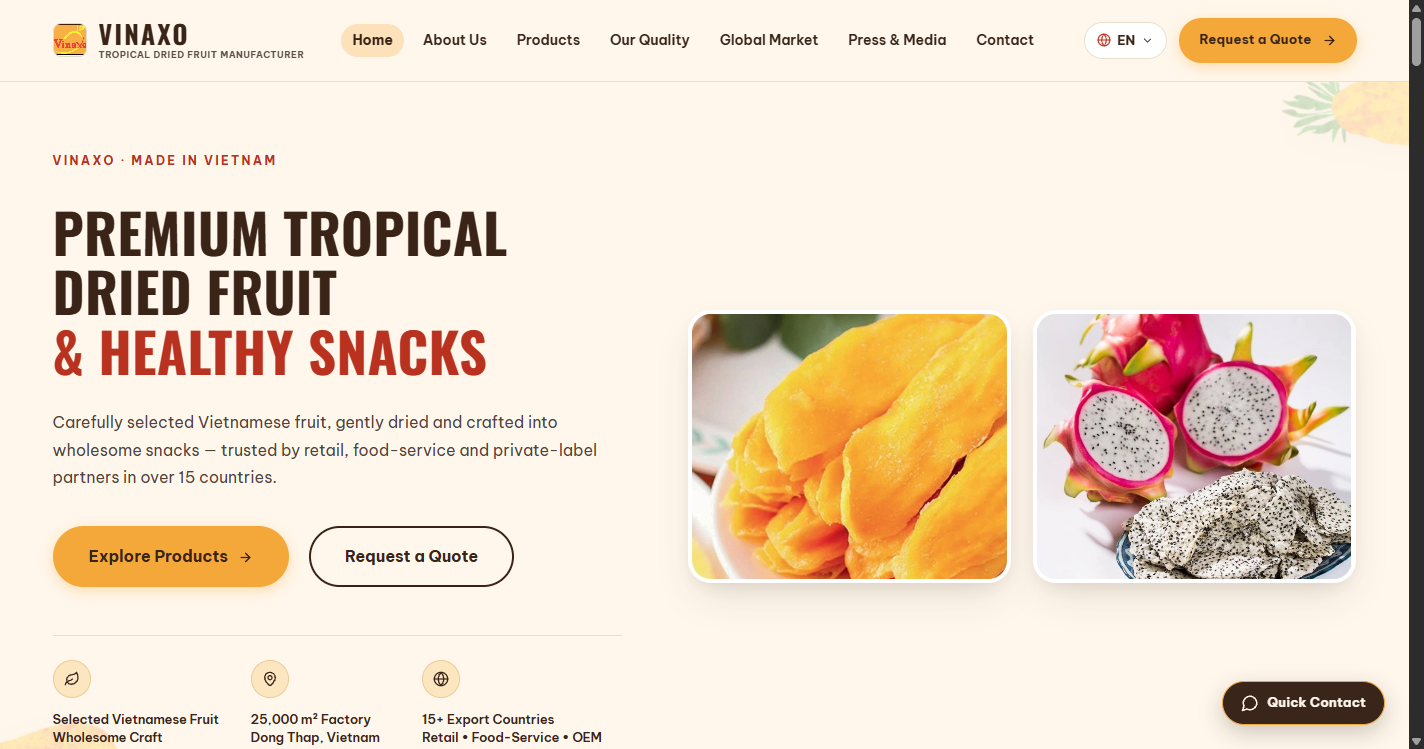 Vinaxo
VINAXO
TROPICAL DRIED FRUIT MANUFACTURER
Home
About Us
Products
Our Quality
Global Market
Press & Media
Contact
EN
Request a Quote
VINAXO · MADE IN VIETNAM
PREMIUM TROPICAL
DRIED FRUIT
& HEALTHY SNACKS
Carefully selected Vietnamese fruit, gently dried and crafted into
wholesome snacks — trusted by retail, food-service and private-label
partners in over 15 countries.
Explore Products
Request a Quote
Selected Vietnamese Fruit
Wholesome Craft
25,000 m² Factory
Dong Thap, Vietnam
15+ Export Countries
Retail • Food-Service • OEM
Quick Contact